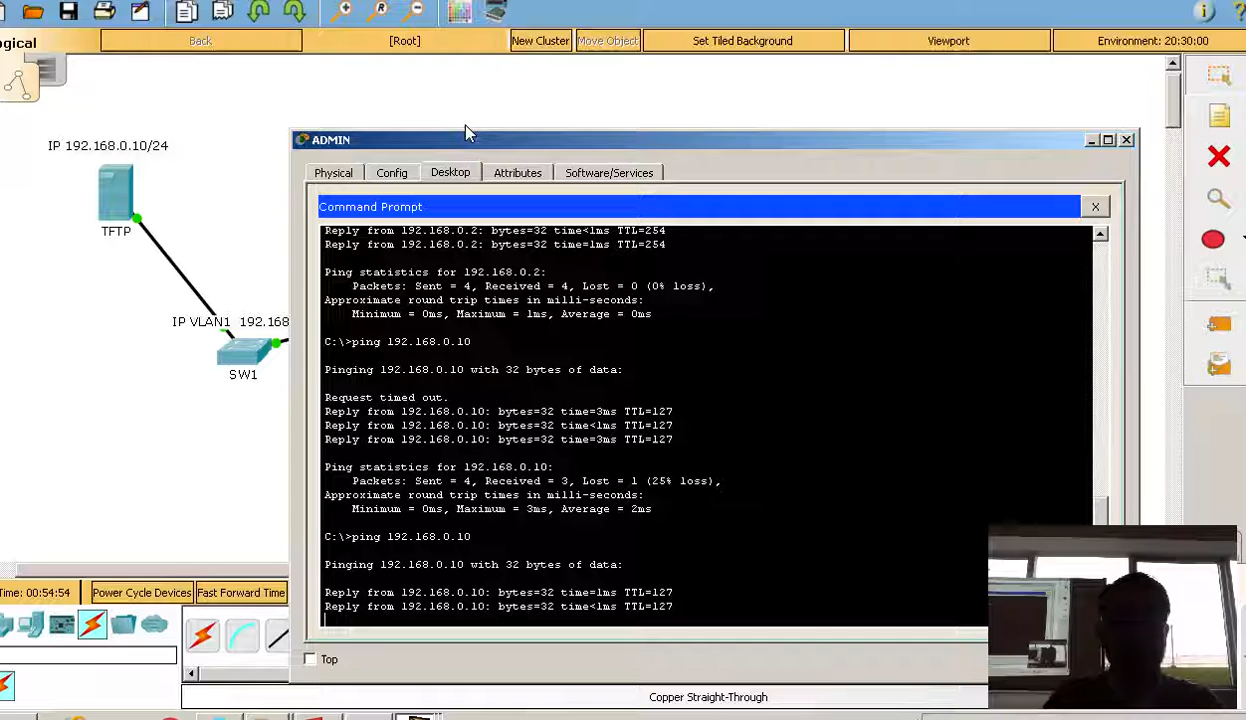 gical
Back
[Root]
New Cluster
Move Object
Set Tiled Background
Viewport
Environment: 20:30:00
IP 192.168.0.10/24
TFTP
IP VLAN1 192.168
SW1
ADMIN
Physical
Config
Desktop
Attributes
Software/Services
Command Prompt
X
Reply from 192.168.0.2: bytes=32 time<1ms TTL=254
Reply from 192.168.0.2: bytes=32 time=1ms TTL=254
Ping statistics for 192.168.0.2:
Packets: Sent = 4, Received = 4, Lost = 0 (0% loss),
Approximate round trip times in milli-seconds:
Minimum = 0ms, Maximum = 1ms, Average = 0ms
C:\>ping 192.168.0.10
Pinging 192.168.0.10 with 32 bytes of data:
Request timed out.
Reply from 192.168.0.10: bytes=32 time=3ms TTL=127
Reply from 192.168.0.10: bytes=32 time<1ms TTL=127
Reply from 192.168.0.10: bytes=32 time=3ms TTL=127
Ping statistics for 192.168.0.10:
Packets: Sent = 4, Received = 3, Lost = 1 (25% loss),
Approximate round trip times in milli-seconds:
Minimum = 0ms, Maximum = 3ms, Average = 2ms
C:\>ping 192.168.0.10
Pinging 192.168.0.10 with 32 bytes of data:
Reply from 192.168.0.10: bytes=32 time=1ms TTL=127
Reply from 192.168.0.10: bytes=32 time<1ms TTL=127
Top
Time: 00:54:54
Power Cycle Devices
Fast Forward Time
Copper Straight-Through